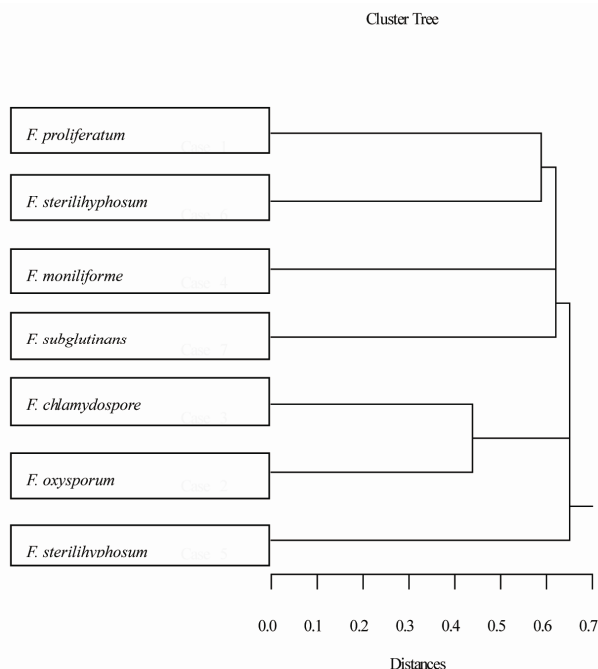 Cluster Tree
F. proliferatum
F. sterilihyphosum
F. moniliforme
F. subglutinans
F. chlamydospore
F. oxysporum
F. sterilihyphosum
0.0 0.1 0.2 0.3 0.4 0.5 0.6 0.7
Distances